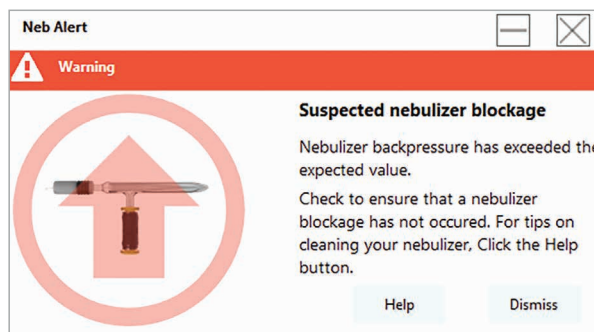 Neb Alert
Warning
Suspected nebulizer blockage
Nebulizer backpressure has exceeded the
expected value.
Check to ensure that a nebulizer
blockage has not occured. For tips on
cleaning your nebulizer, Click the Help
button.
Help
Dismiss